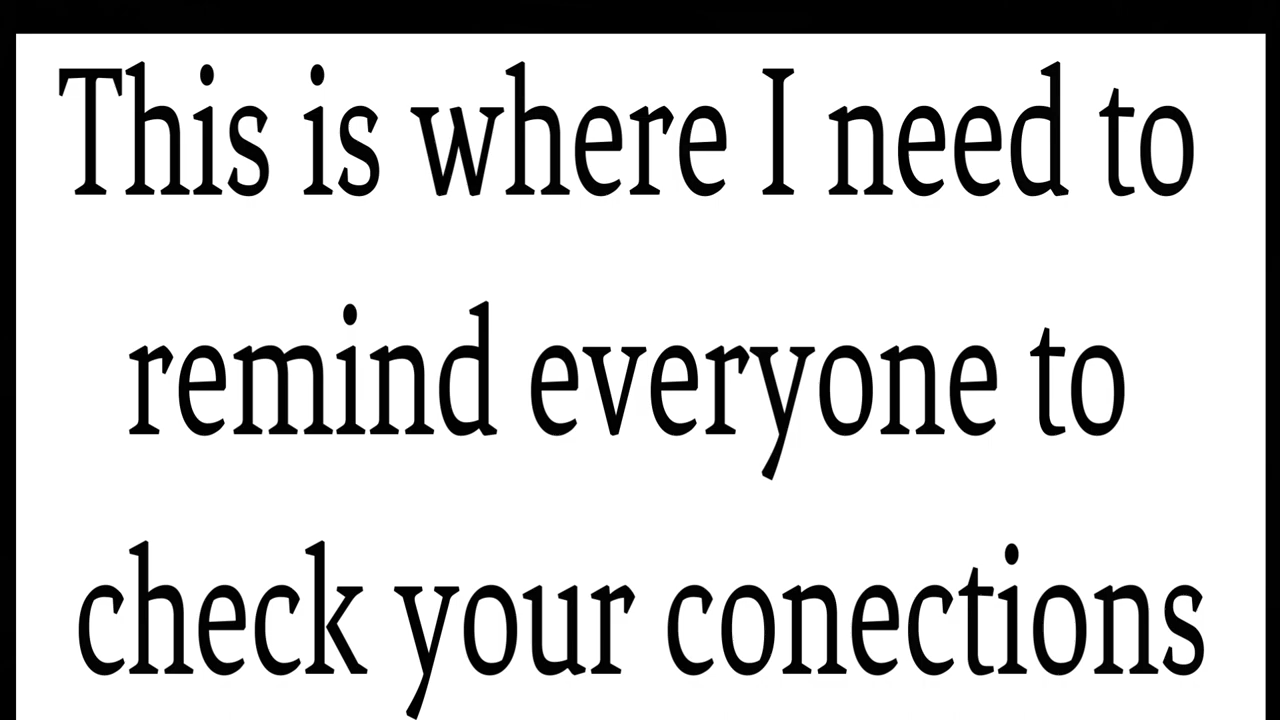 This is where I need to
remind everyone to
check your conections